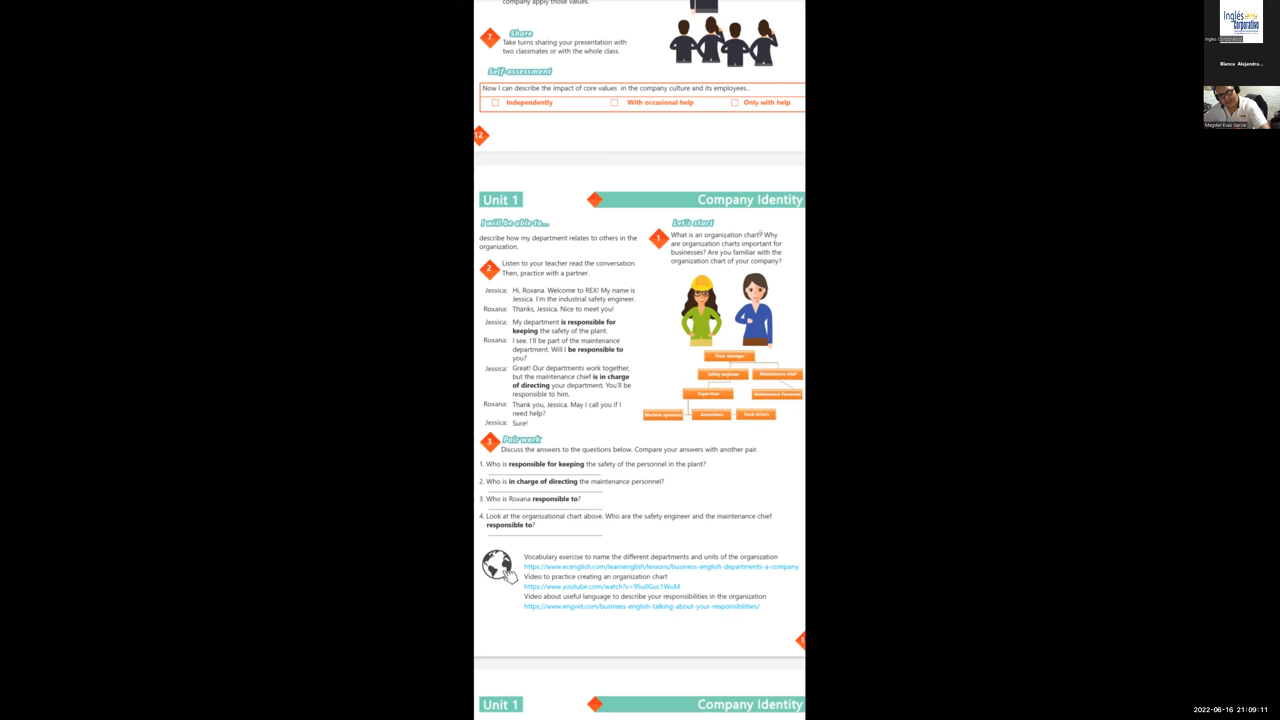 company apply those values.
7
Share
Take turns sharing your presentation with
two classmates or with the whole class.
Self-assessment
Now I can describe the impact of core values in the company culture and its employees...
Independently
With occasional help
Only with help
12
Unit 1
Company Identity
I will be able to...
describe how my department relates to others in the
organization.
2
Listen to your teacher read the conversation.
Then, practice with a partner.
Jessica: Hi, Roxana. Welcome to REX! My name is
Jessica. I'm the industrial safety engineer.
Roxana: Thanks, Jessica. Nice to meet you!
Jessica: My department is responsible for
keeping the safety of the plant.
Roxana: I see. I'll be part of the maintenance
department. Will I be responsible to
you?
Jessica: Great! Our departments work together,
but the maintenance chief is in charge
of directing your department. You'll be
responsible to him.
Roxana: Thank you, Jessica. May I call you if I
need help?
Jessica: Sure!
Let's start
1
What is an organization chart? Why
are organization charts important for
businesses? Are you familiar with the
organization chart of your company?
Floor manager
Safety engineer
Maintenance chief
Supervisor
Maintenance Personnel
Machine operators
Assemblers
Truck drivers
3
Pair work
Discuss the answers to the questions below. Compare your answers with another pair.
1. Who is responsible for keeping the safety of the personnel in the plant?
2. Who is in charge of directing the maintenance personnel?
3. Who is Roxana responsible to?
4. Look at the organizational chart above. Who are the safety engineer and the maintenance chief
responsible to?
Vocabulary exercise to name the different departments and units of the organization
https://www.ecenglish.com/learnenglish/lessons/business-english-departments-a-company
Video to practice creating an organization chart
https://www.youtube.com/watch?v=9Su0Guc1WuM
Video about useful language to describe your responsibilities in the organization
https://www.engvid.com/business-english-talking-about-your-responsibilities/
Unit 1
Company Identity
Inglés
Corporativo
Inglés Corporativo
Bianca Alejandro...
Magdiel Esaú García
2022-06-16 21:09:11